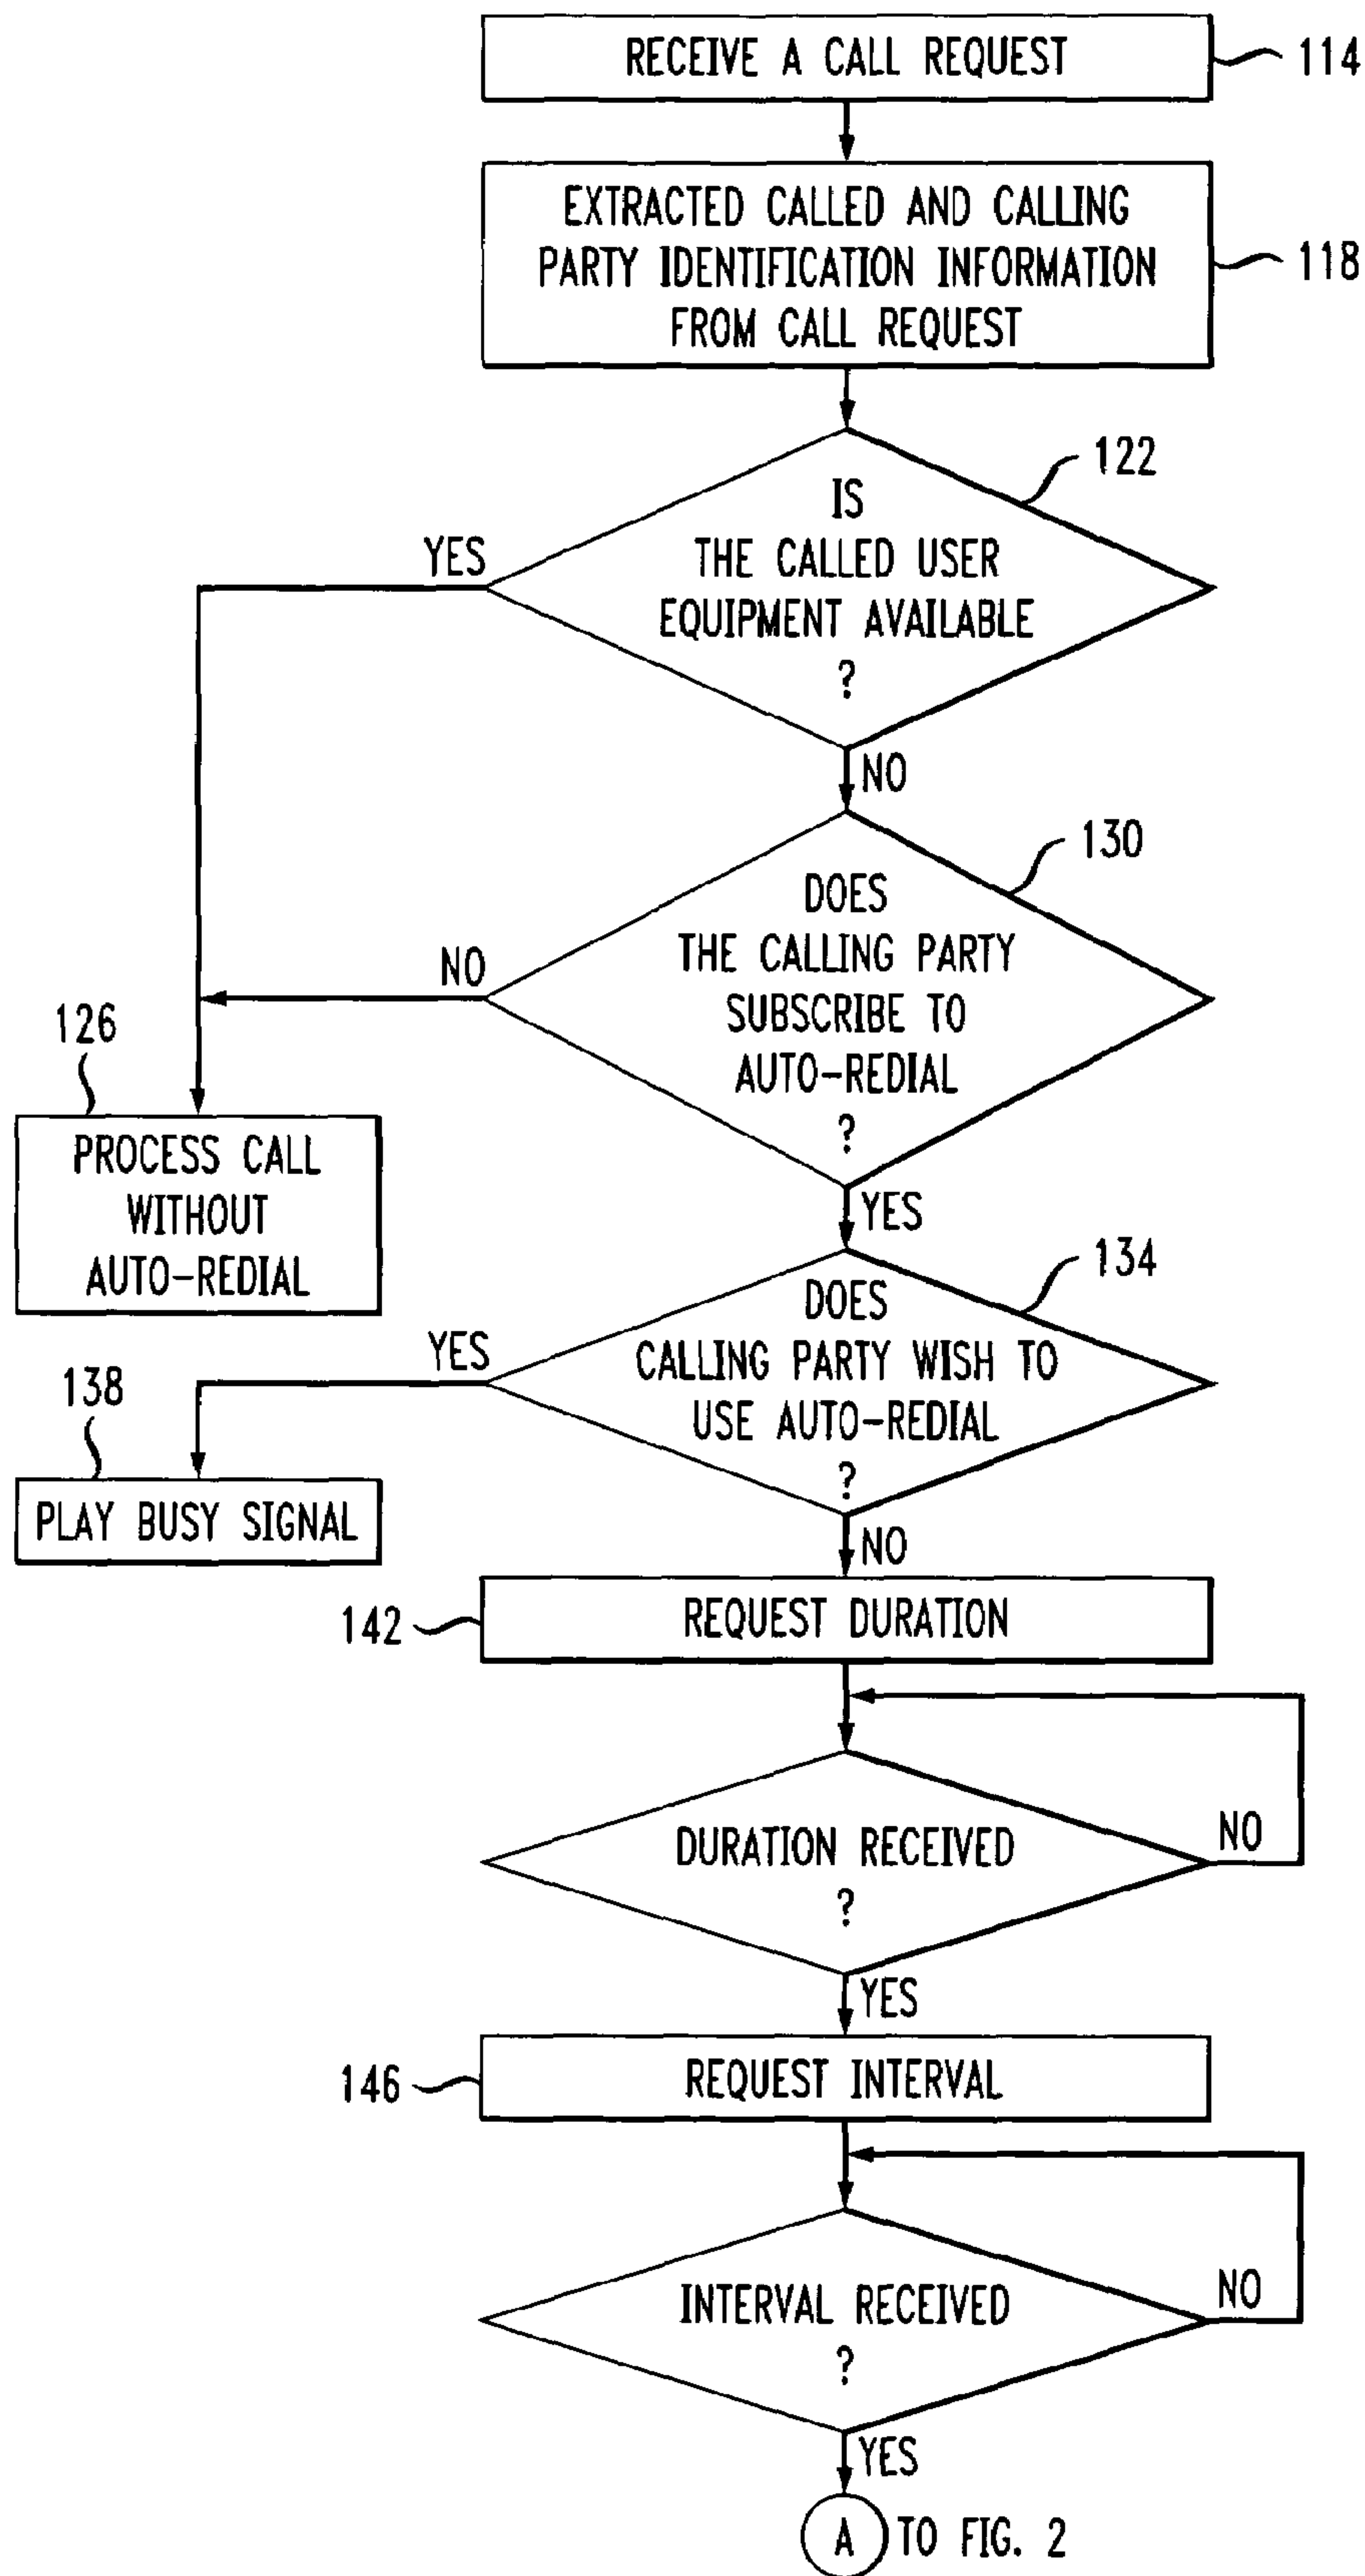 RECEIVE A CALL REQUEST
114
EXTRACTED CALLED AND CALLING
PARTY IDENTIFICATION INFORMATION
FROM CALL REQUEST
118
122
IS
THE CALLED USER
EQUIPMENT AVAILABLE
?
YES
NO
130
DOES
THE CALLING PARTY
SUBSCRIBE TO
AUTO-REDIAL
?
NO
126
PROCESS CALL
WITHOUT
AUTO-REDIAL
YES
134
DOES
CALLING PARTY WISH TO
USE AUTO-REDIAL
?
YES
138
PLAY BUSY SIGNAL
NO
142
REQUEST DURATION
DURATION RECEIVED
?
NO
YES
146
REQUEST INTERVAL
INTERVAL RECEIVED
?
NO
YES
A TO FIG. 2